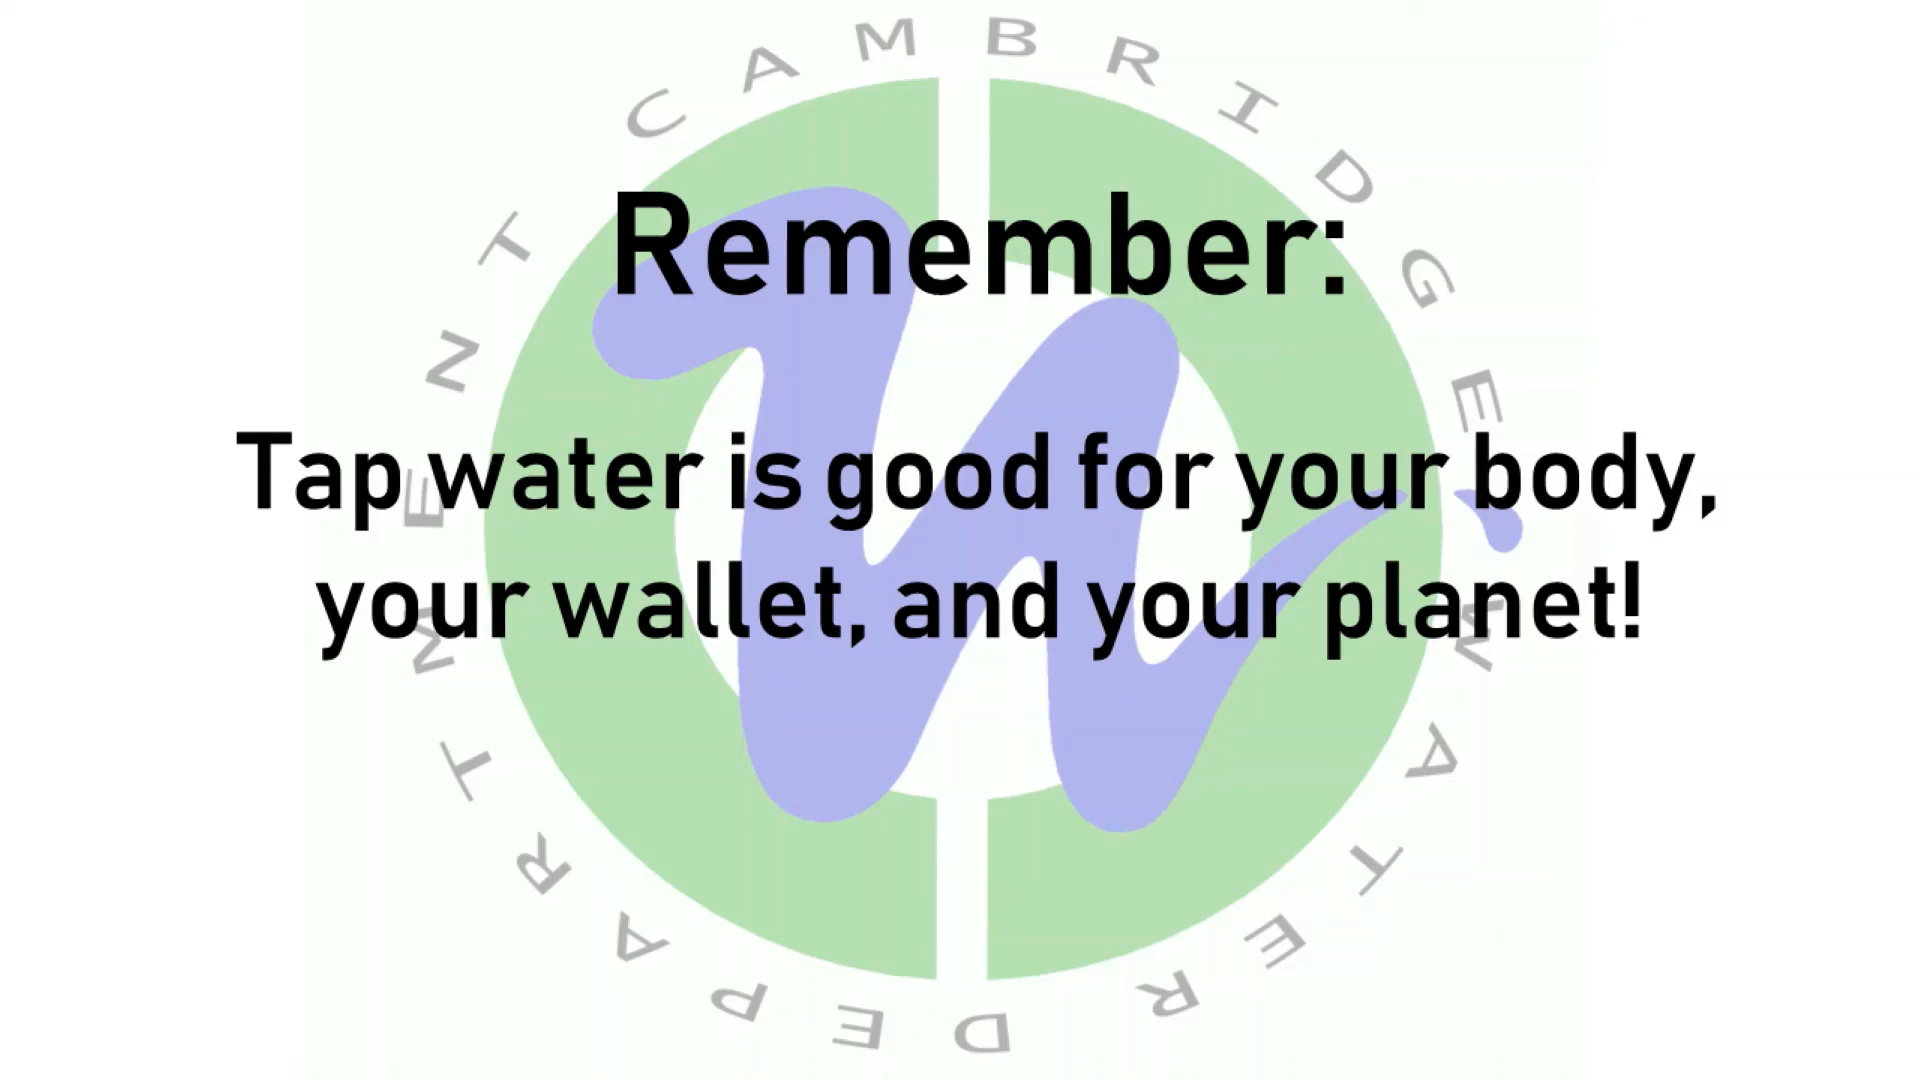 Remember:
Tap water is good for your body,
your wallet, and your planet!
CAMBRIDGE WATER DEPARTMENT